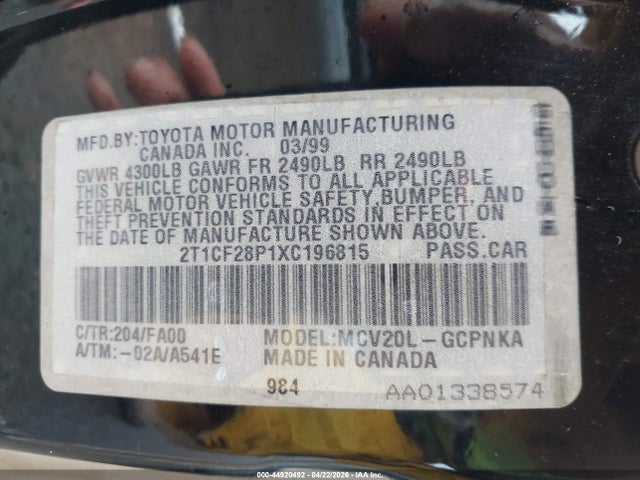 MFD.BY:TOYOTA MOTOR MANUFACTURING
CANADA INC. 03/99
GVWR 4300LB GAWR FR 2490LB RR 2490LB
THIS VEHICLE CONFORMS TO ALL APPLICABLE
FEDERAL MOTOR VEHICLE SAFETY,BUMPER, AND
THEFT PREVENTION STANDARDS IN EFFECT ON
THE DATE OF MANUFACTURE SHOWN ABOVE.
2T1CF28P1XC196815 PASS.CAR
C/TR:204/FA00 MODEL:MCV20L-GCPNKA
A/TM:-02A/A541E MADE IN CANADA
984 AA01338574
000-44920492 - 04/22/2026 - IAA Inc.